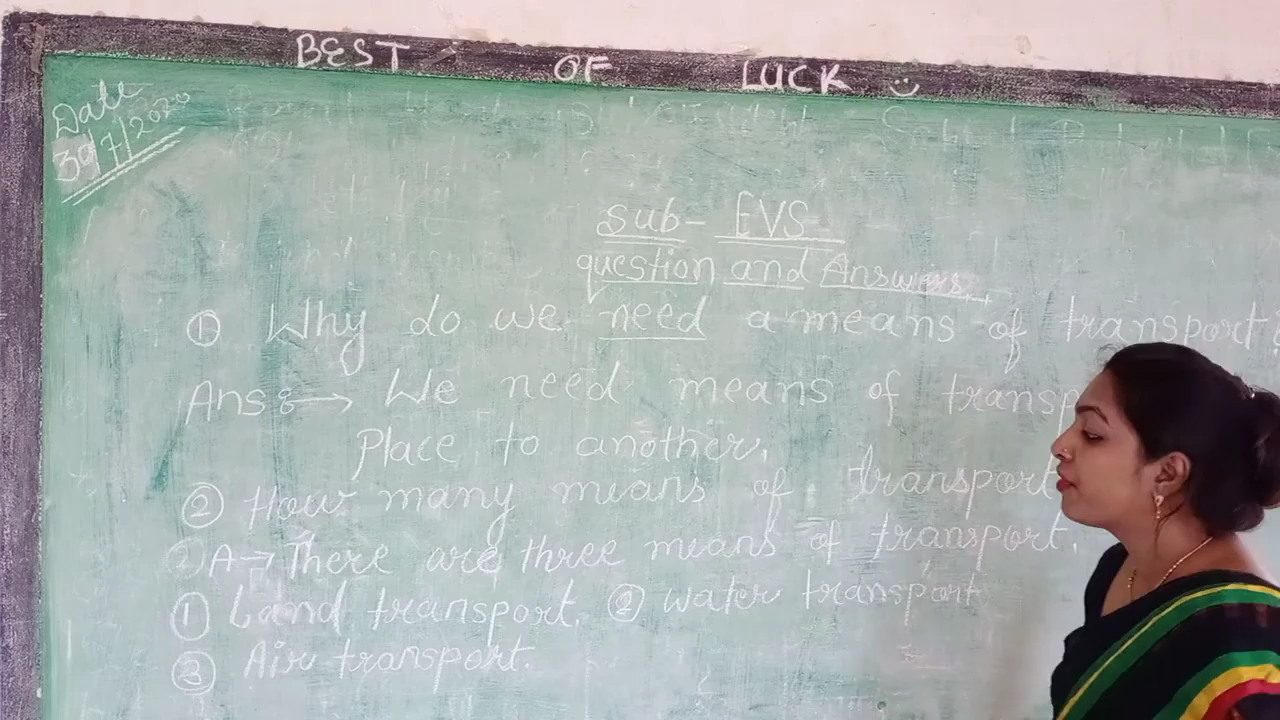 BEST OF LUCK
Date
30/7/2020
Sub- EVS
question and Answers
① Why do we need a means of transport?
Ans:→ We need means of transp
Place to another.
② How many means of transport
A→ There are three means of transport.
① Land transport. ② water transport
③ Air transport.